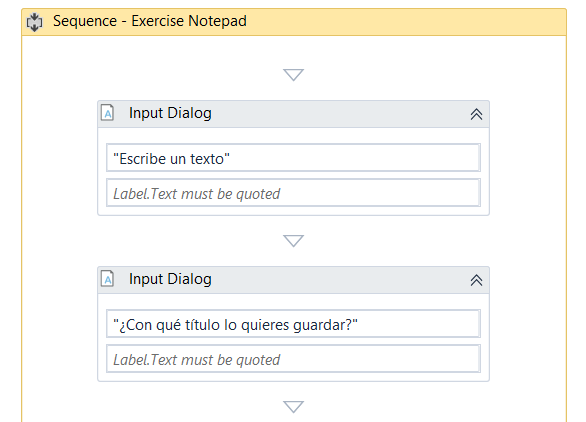 Sequence - Exercise Notepad
A Input Dialog
"Escribe un texto"
Label.Text must be quoted
A Input Dialog
"¿Con qué título lo quieres guardar?"
Label.Text must be quoted